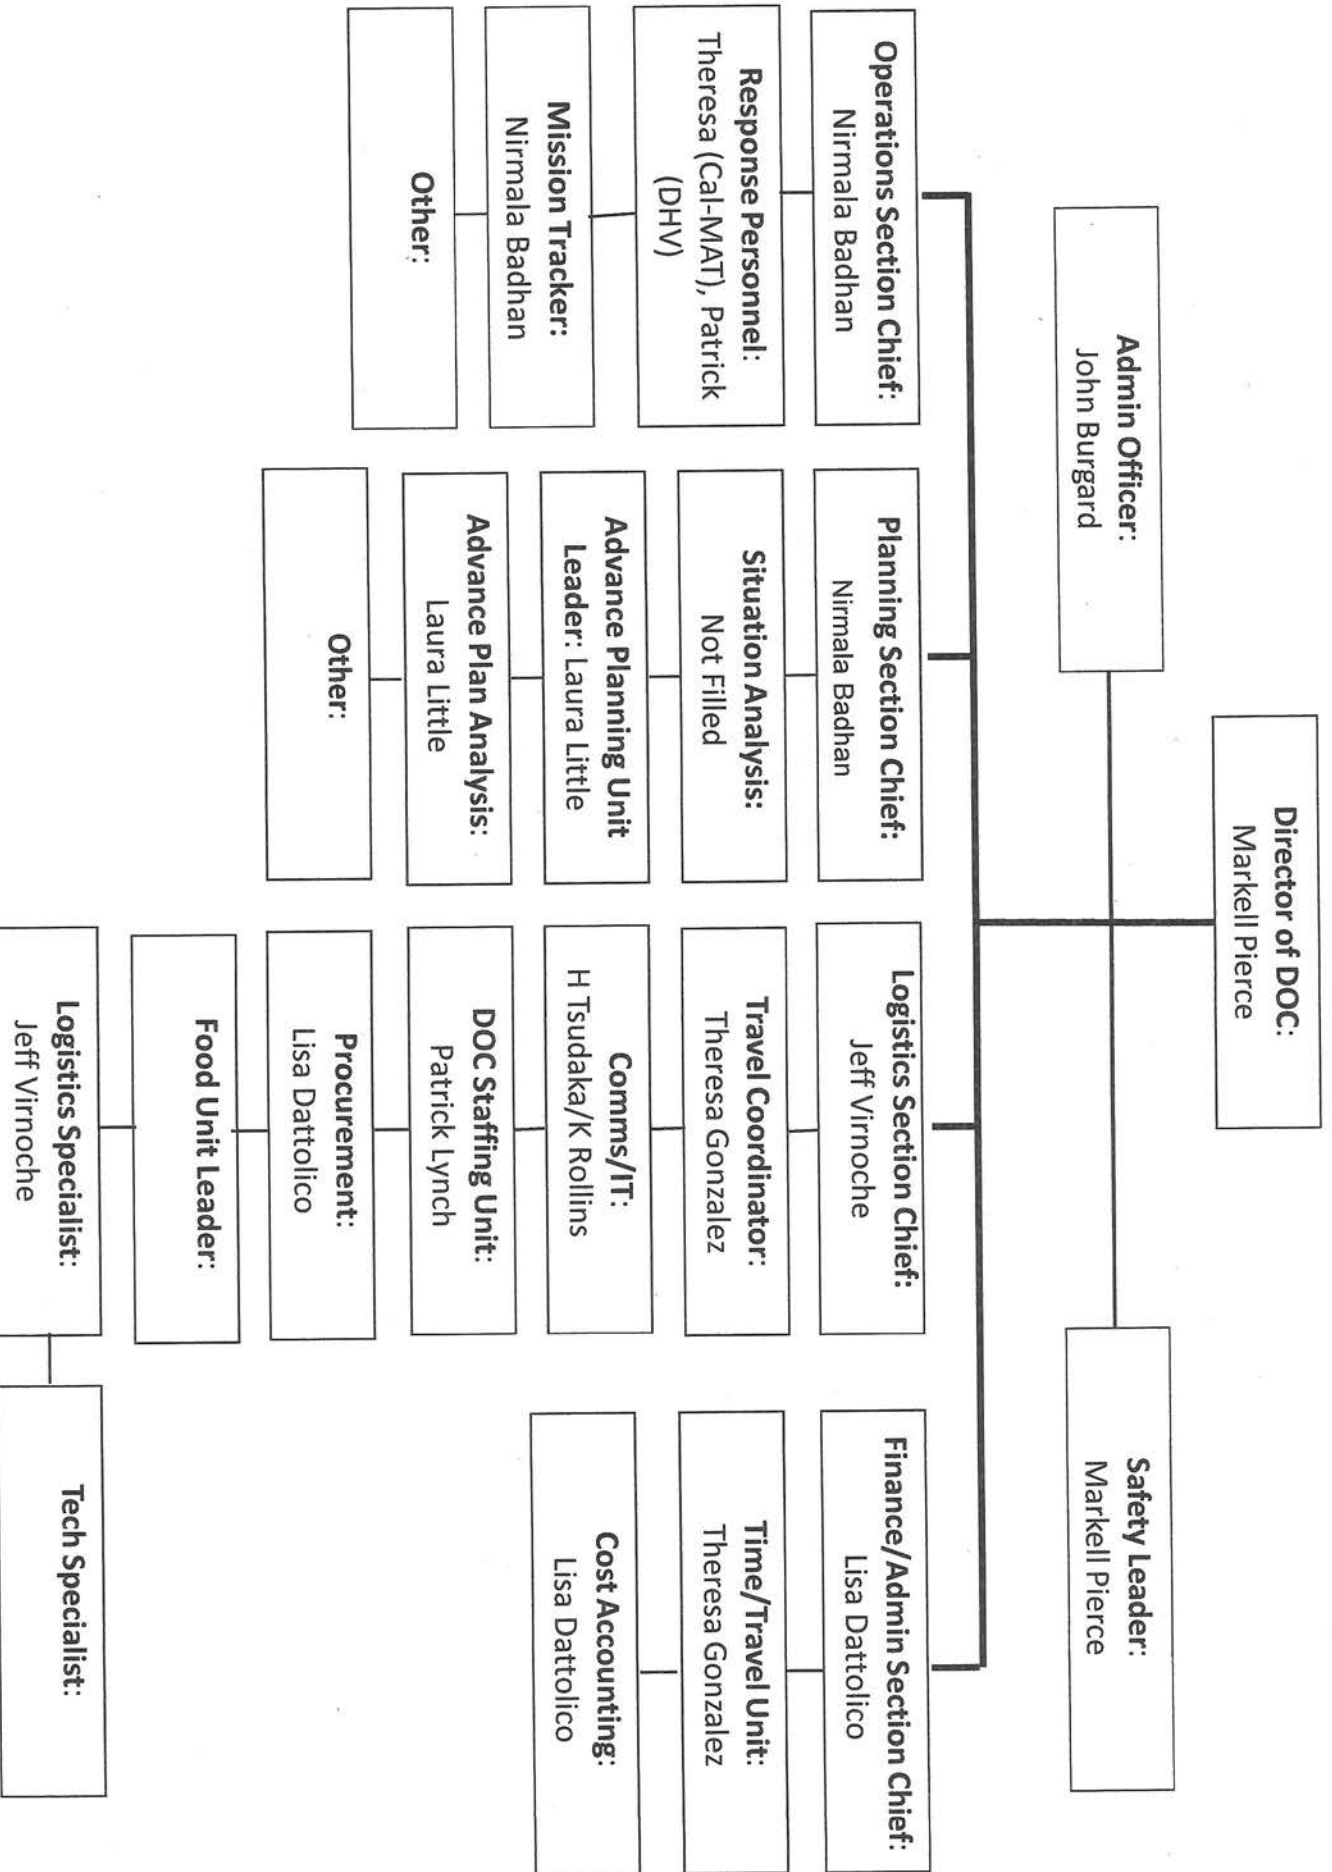 Director of DOC:
Markell Pierce
Admin Officer:
John Burgard
Safety Leader:
Markell Pierce
Operations Section Chief:
Nirmala Badhan
Response Personnel:
Theresa (Cal-MAT), Patrick
(DHV)
Mission Tracker:
Nirmala Badhan
Other:
Planning Section Chief:
Nirmala Badhan
Situation Analysis:
Not Filled
Advance Planning Unit
Leader: Laura Little
Advance Plan Analysis:
Laura Little
Other:
Logistics Section Chief:
Jeff Virnoche
Travel Coordinator:
Theresa Gonzalez
Comms/IT:
H Tsudaka/K Rollins
DOC Staffing Unit:
Patrick Lynch
Procurement:
Lisa Dattolico
Food Unit Leader:
Logistics Specialist:
Jeff Virnoche
Tech Specialist:
Finance/Admin Section Chief:
Lisa Dattolico
Time/Travel Unit:
Theresa Gonzalez
Cost Accounting:
Lisa Dattolico